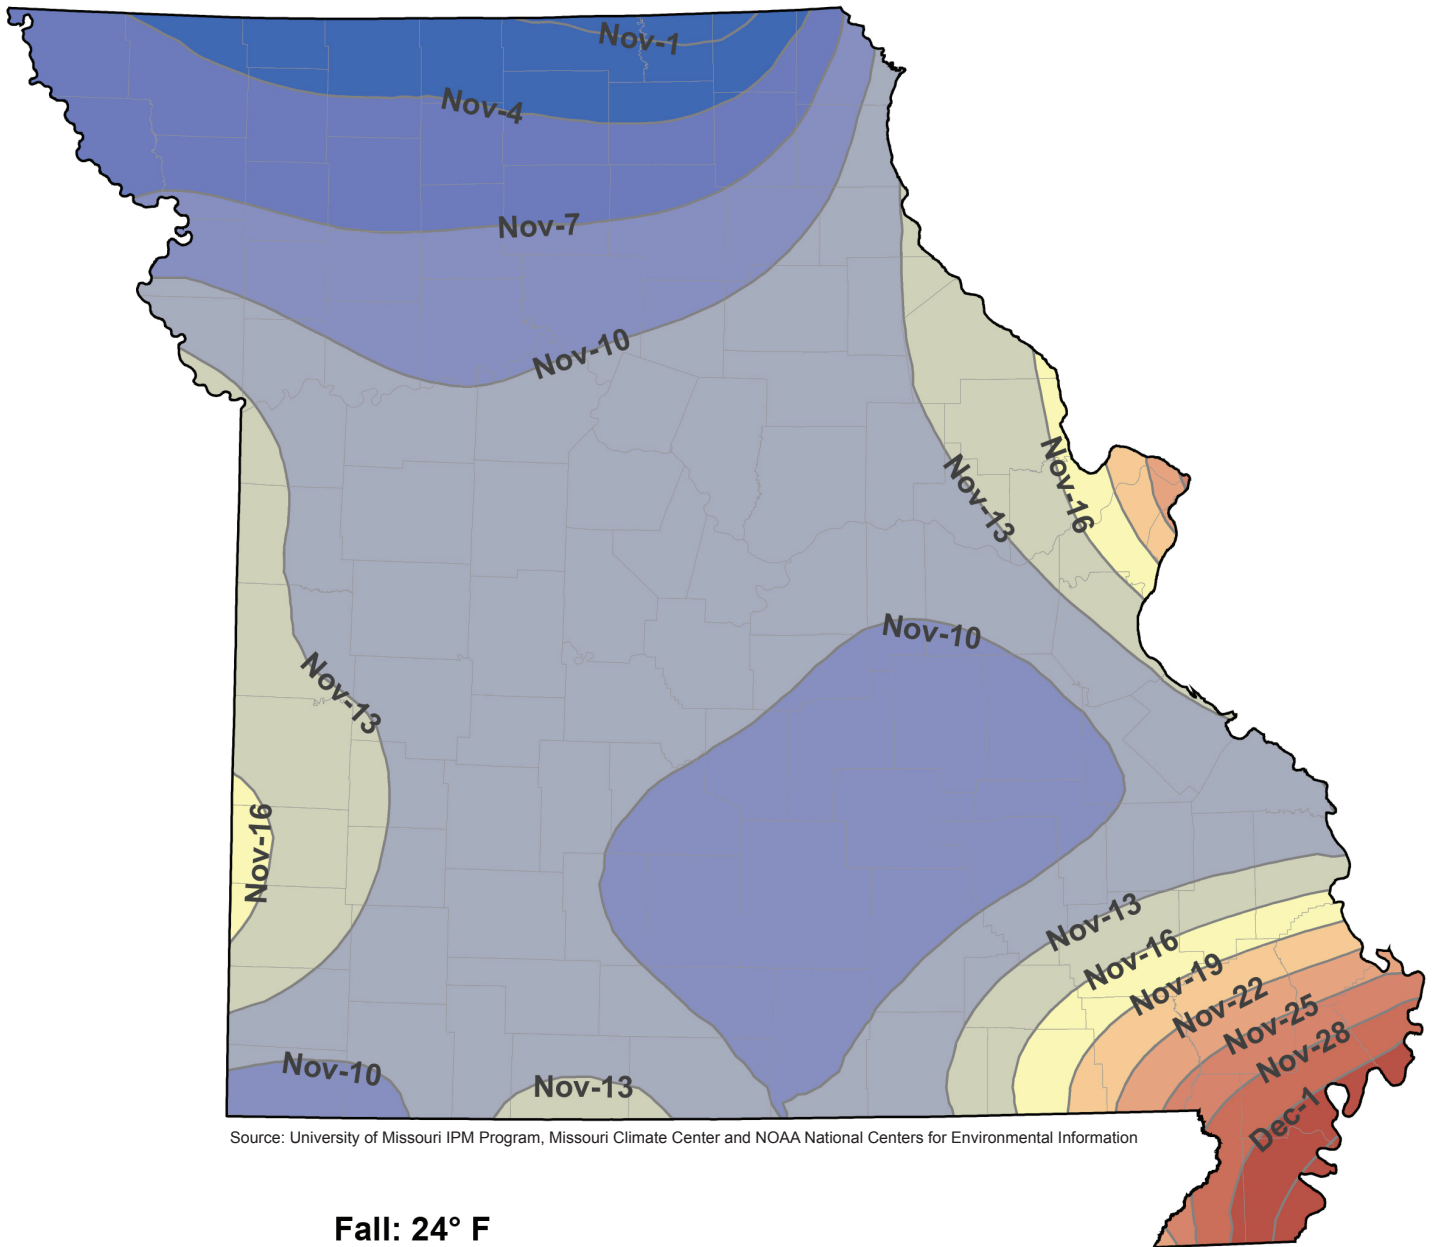 Nov-1
Nov-4
Nov-7
Nov-10
Nov-13
Nov-16
Nov-10
Nov-13
Nov-16
Nov-13
Nov-16
Nov-19
Nov-22
Nov-25
Nov-28
Dec-1
Nov-10
Nov-13
Source: University of Missouri IPM Program, Missouri Climate Center and NOAA National Centers for Environmental Information
Fall: 24° F